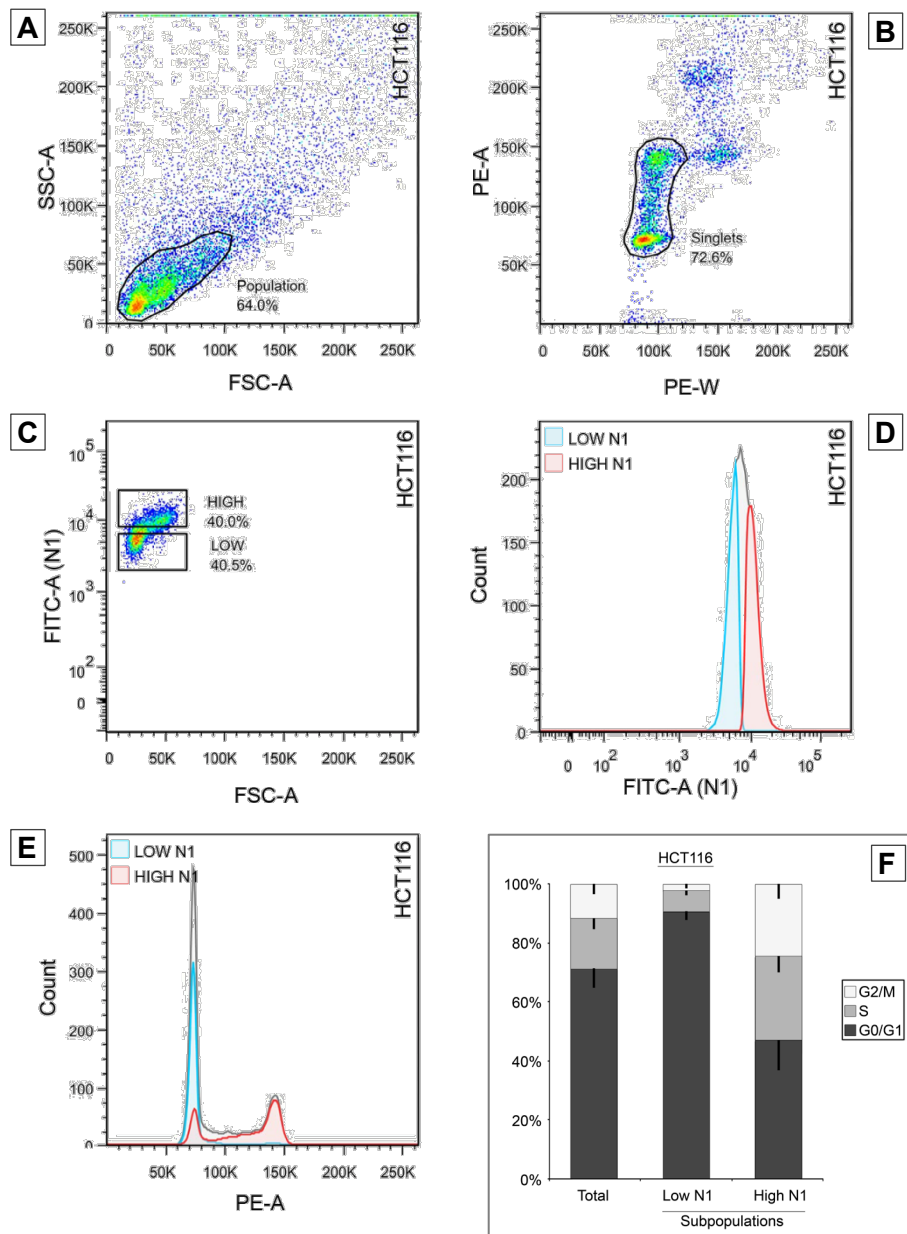 A
HCT116
SSC-A
250K
200K
150K
100K
50K
0
Population
64.0%
0 50K 100K 150K 200K 250K
FSC-A
B
HCT116
PE-A
250K
200K
150K
100K
50K
0
Singlets
72.6%
0 50K 100K 150K 200K 250K
PE-W
C
HCT116
FITC-A (N1)
10^5
10^4
10^3
10^2
0
HIGH
40.0%
LOW
40.5%
0 50K 100K 150K 200K 250K
FSC-A
D
HCT116
LOW N1
HIGH N1
Count
200
150
100
50
0
0 10^2 10^3 10^4 10^5
FITC-A (N1)
E
HCT116
LOW N1
HIGH N1
Count
500
400
300
200
100
0
50K 100K 150K 200K 250K
PE-A
F
HCT116
100%
80%
60%
40%
20%
0%
G2/M
S
G0/G1
Total Low N1 High N1
Subpopulations